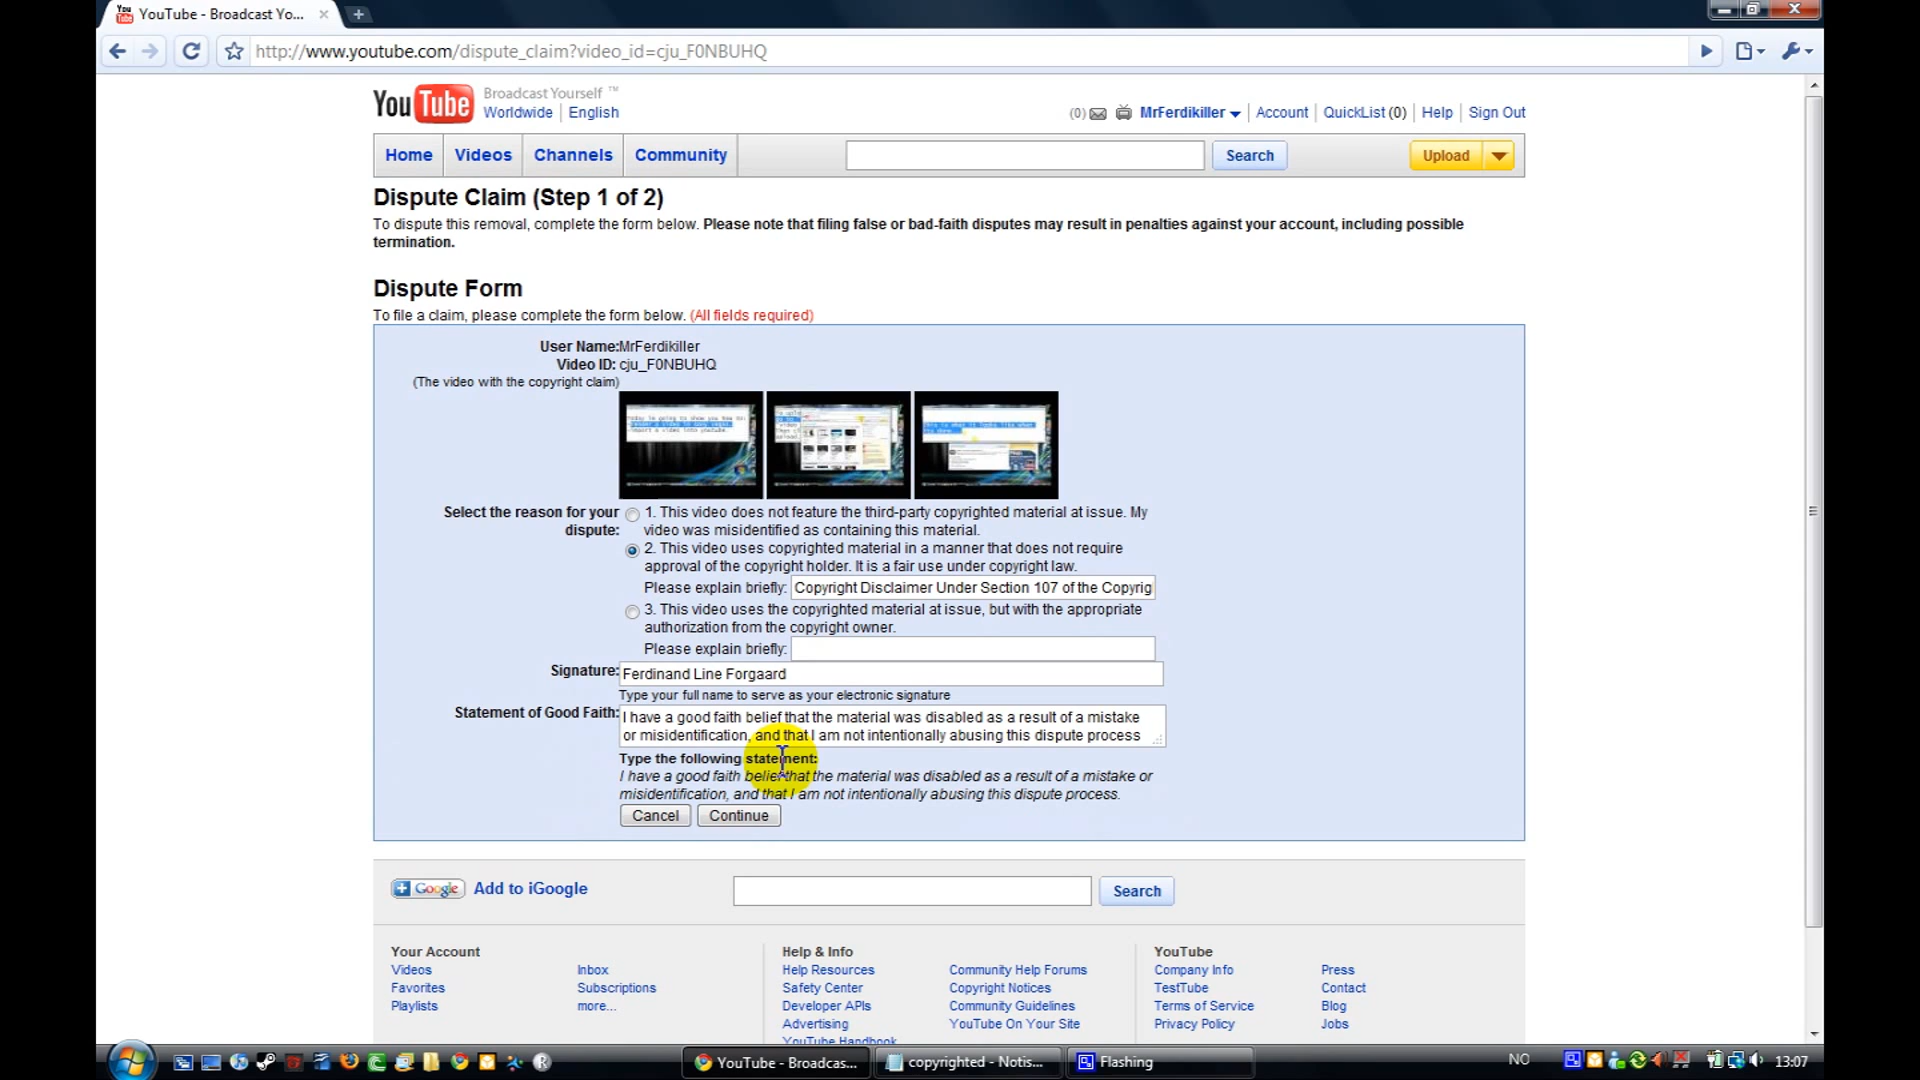 YouTube - Broadcast Yo...
http://www.youtube.com/dispute_claim?video_id=cju_F0NBUHQ
YouTube
Broadcast Yourself ™
Worldwide | English
(0) MrFerdikiller | Account | QuickList (0) | Help | Sign Out
Home Videos Channels Community Search Upload
Dispute Claim (Step 1 of 2)
To dispute this removal, complete the form below. Please note that filing false or bad-faith disputes may result in penalties against your account, including possible
termination.
Dispute Form
To file a claim, please complete the form below. (All fields required)
User Name:MrFerdikiller
Video ID: cju_F0NBUHQ
(The video with the copyright claim)
Select the reason for your
dispute:
1. This video does not feature the third-party copyrighted material at issue. My
video was misidentified as containing this material.
2. This video uses copyrighted material in a manner that does not require
approval of the copyright holder. It is a fair use under copyright law.
Please explain briefly: Copyright Disclaimer Under Section 107 of the Copyrig
3. This video uses the copyrighted material at issue, but with the appropriate
authorization from the copyright owner.
Please explain briefly:
Signature: Ferdinand Line Forgaard
Type your full name to serve as your electronic signature
Statement of Good Faith: I have a good faith belief that the material was disabled as a result of a mistake
or misidentification, and that I am not intentionally abusing this dispute process
Type the following statement:
I have a good faith belief that the material was disabled as a result of a mistake or
misidentification, and that I am not intentionally abusing this dispute process.
Cancel Continue
Google Add to iGoogle Search
Your Account
Videos Inbox
Favorites Subscriptions
Playlists more...
Help & Info
Help Resources Community Help Forums
Safety Center Copyright Notices
Developer APIs Community Guidelines
Advertising YouTube On Your Site
YouTube Handbook
YouTube
Company Info Press
TestTube Contact
Terms of Service Blog
Privacy Policy Jobs
YouTube - Broadcas... copyrighted - Notis... Flashing NO 13:07